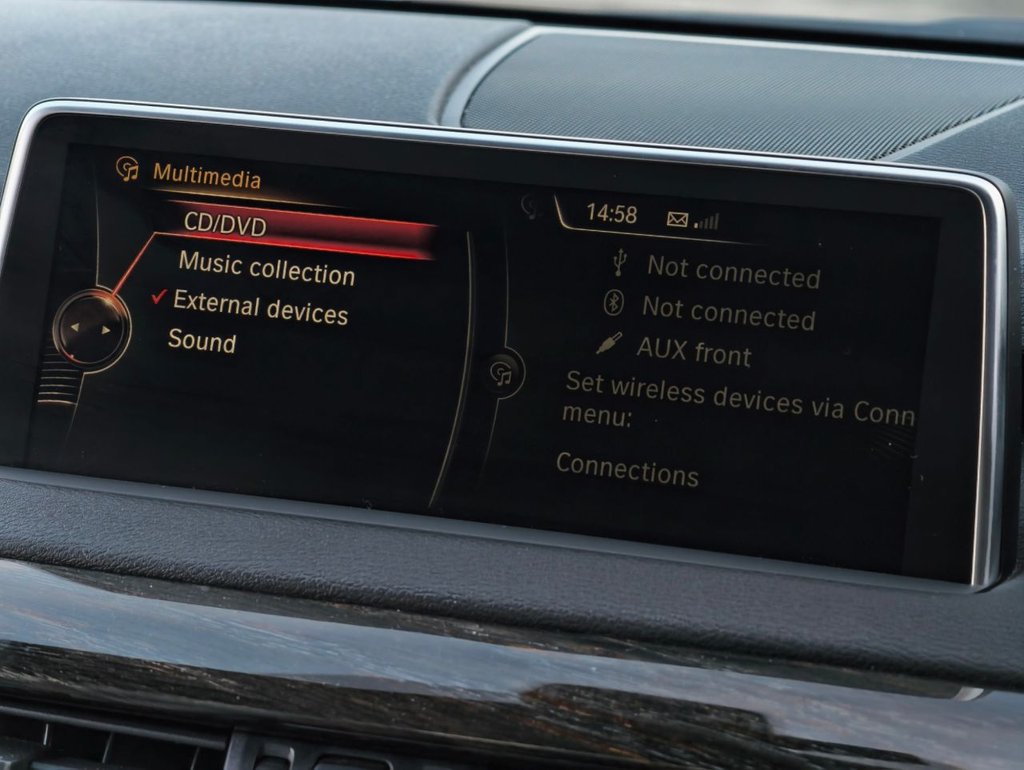 Multimedia
CD/DVD
Music collection
External devices
Sound
14:58
Not connected
Not connected
AUX front
Set wireless devices via Conn
menu:
Connections